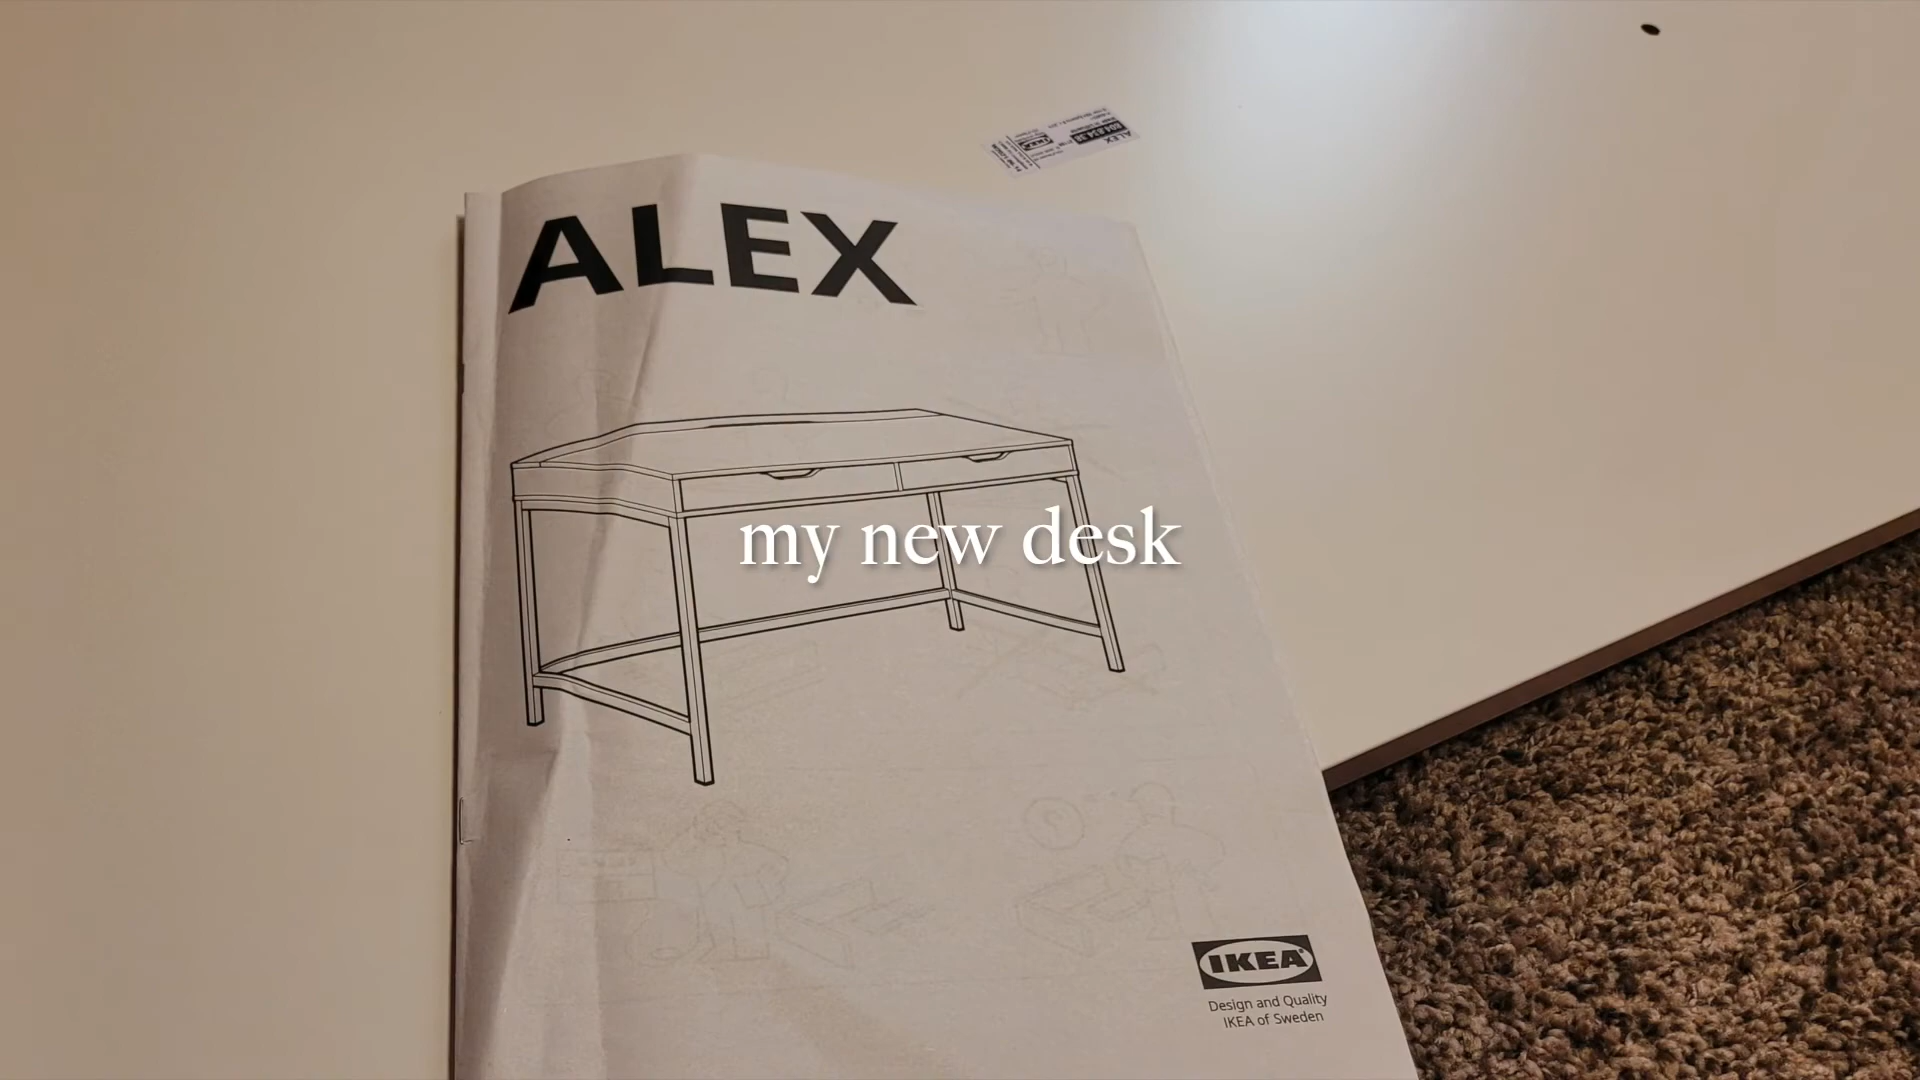 ALEX
my new desk
IKEA
Design and Quality
IKEA of Sweden